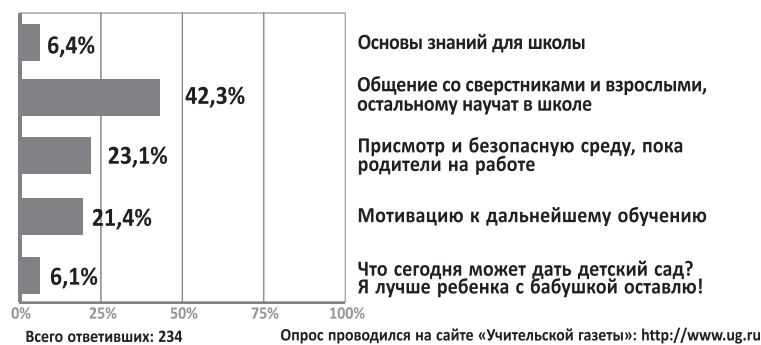 6,4%
Основы знаний для школы
42,3%
Общение со сверстниками и взрослыми,
остальному научат в школе
23,1%
Присмотр и безопасную среду, пока
родители на работе
21,4%
Мотивацию к дальнейшему обучению
6,1%
Что сегодня может дать детский сад?
Я лучше ребенка с бабушкой оставлю!
0% 25% 50% 75% 100%
Всего ответивших: 234
Опрос проводился на сайте «Учительской газеты»: http://www.ug.ru